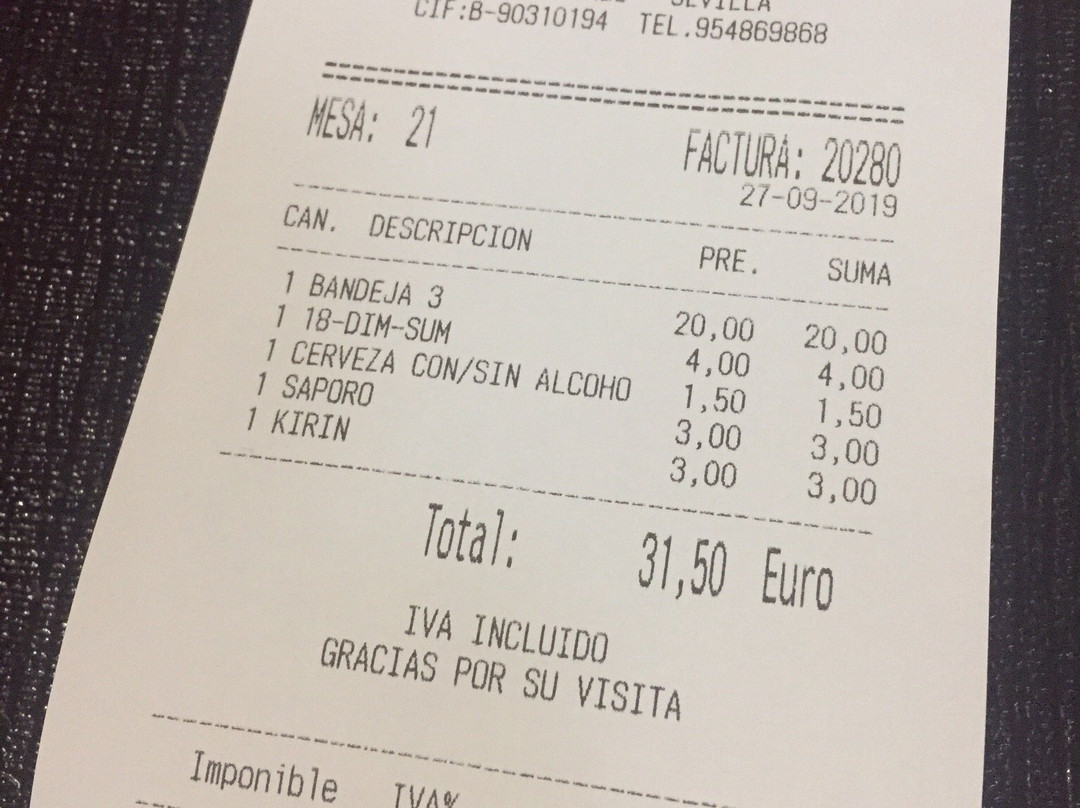 SEVILLA
CIF:B-90310194 TEL.954869868
MESA: 21
FACTURA: 20280
27-09-2019
CAN. DESCRIPCION PRE. SUMA
1 BANDEJA 3 20,00 20,00
1 18-DIM-SUM 4,00 4,00
1 CERVEZA CON/SIN ALCOHO 1,50 1,50
1 SAPORO 3,00 3,00
1 KIRIN 3,00 3,00
Total: 31,50 Euro
IVA INCLUIDO
GRACIAS POR SU VISITA
Imponible IVA%